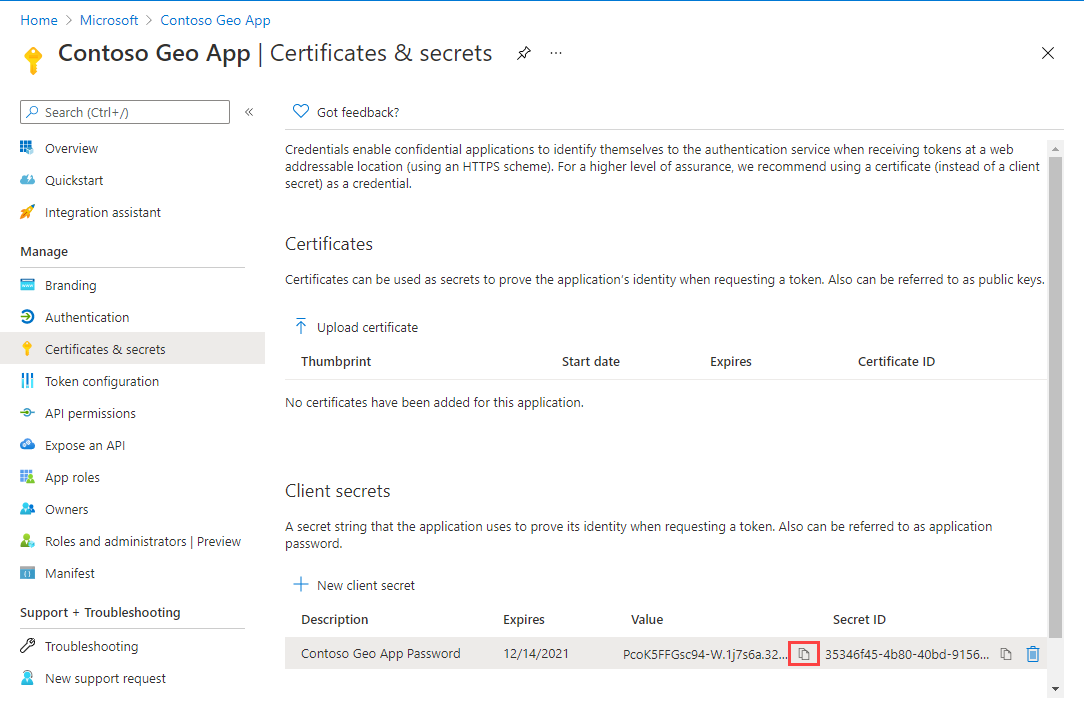 Home > Microsoft > Contoso Geo App
Contoso Geo App | Certificates & secrets
Search (Ctrl+/)
Overview
Quickstart
Integration assistant
Manage
Branding
Authentication
Certificates & secrets
Token configuration
API permissions
Expose an API
App roles
Owners
Roles and administrators | Preview
Manifest
Support + Troubleshooting
Troubleshooting
New support request
Got feedback?
Credentials enable confidential applications to identify themselves to the authentication service when receiving tokens at a web
addressable location (using an HTTPS scheme). For a higher level of assurance, we recommend using a certificate (instead of a client
secret) as a credential.
Certificates
Certificates can be used as secrets to prove the application's identity when requesting a token. Also can be referred to as public keys.
Upload certificate
Thumbprint Start date Expires Certificate ID
No certificates have been added for this application.
Client secrets
A secret string that the application uses to prove its identity when requesting a token. Also can be referred to as application
password.
New client secret
Description Expires Value Secret ID
Contoso Geo App Password 12/14/2021 PcoK5FFGsc94-W.1j7s6a.32... 35346f45-4b80-40bd-9156...